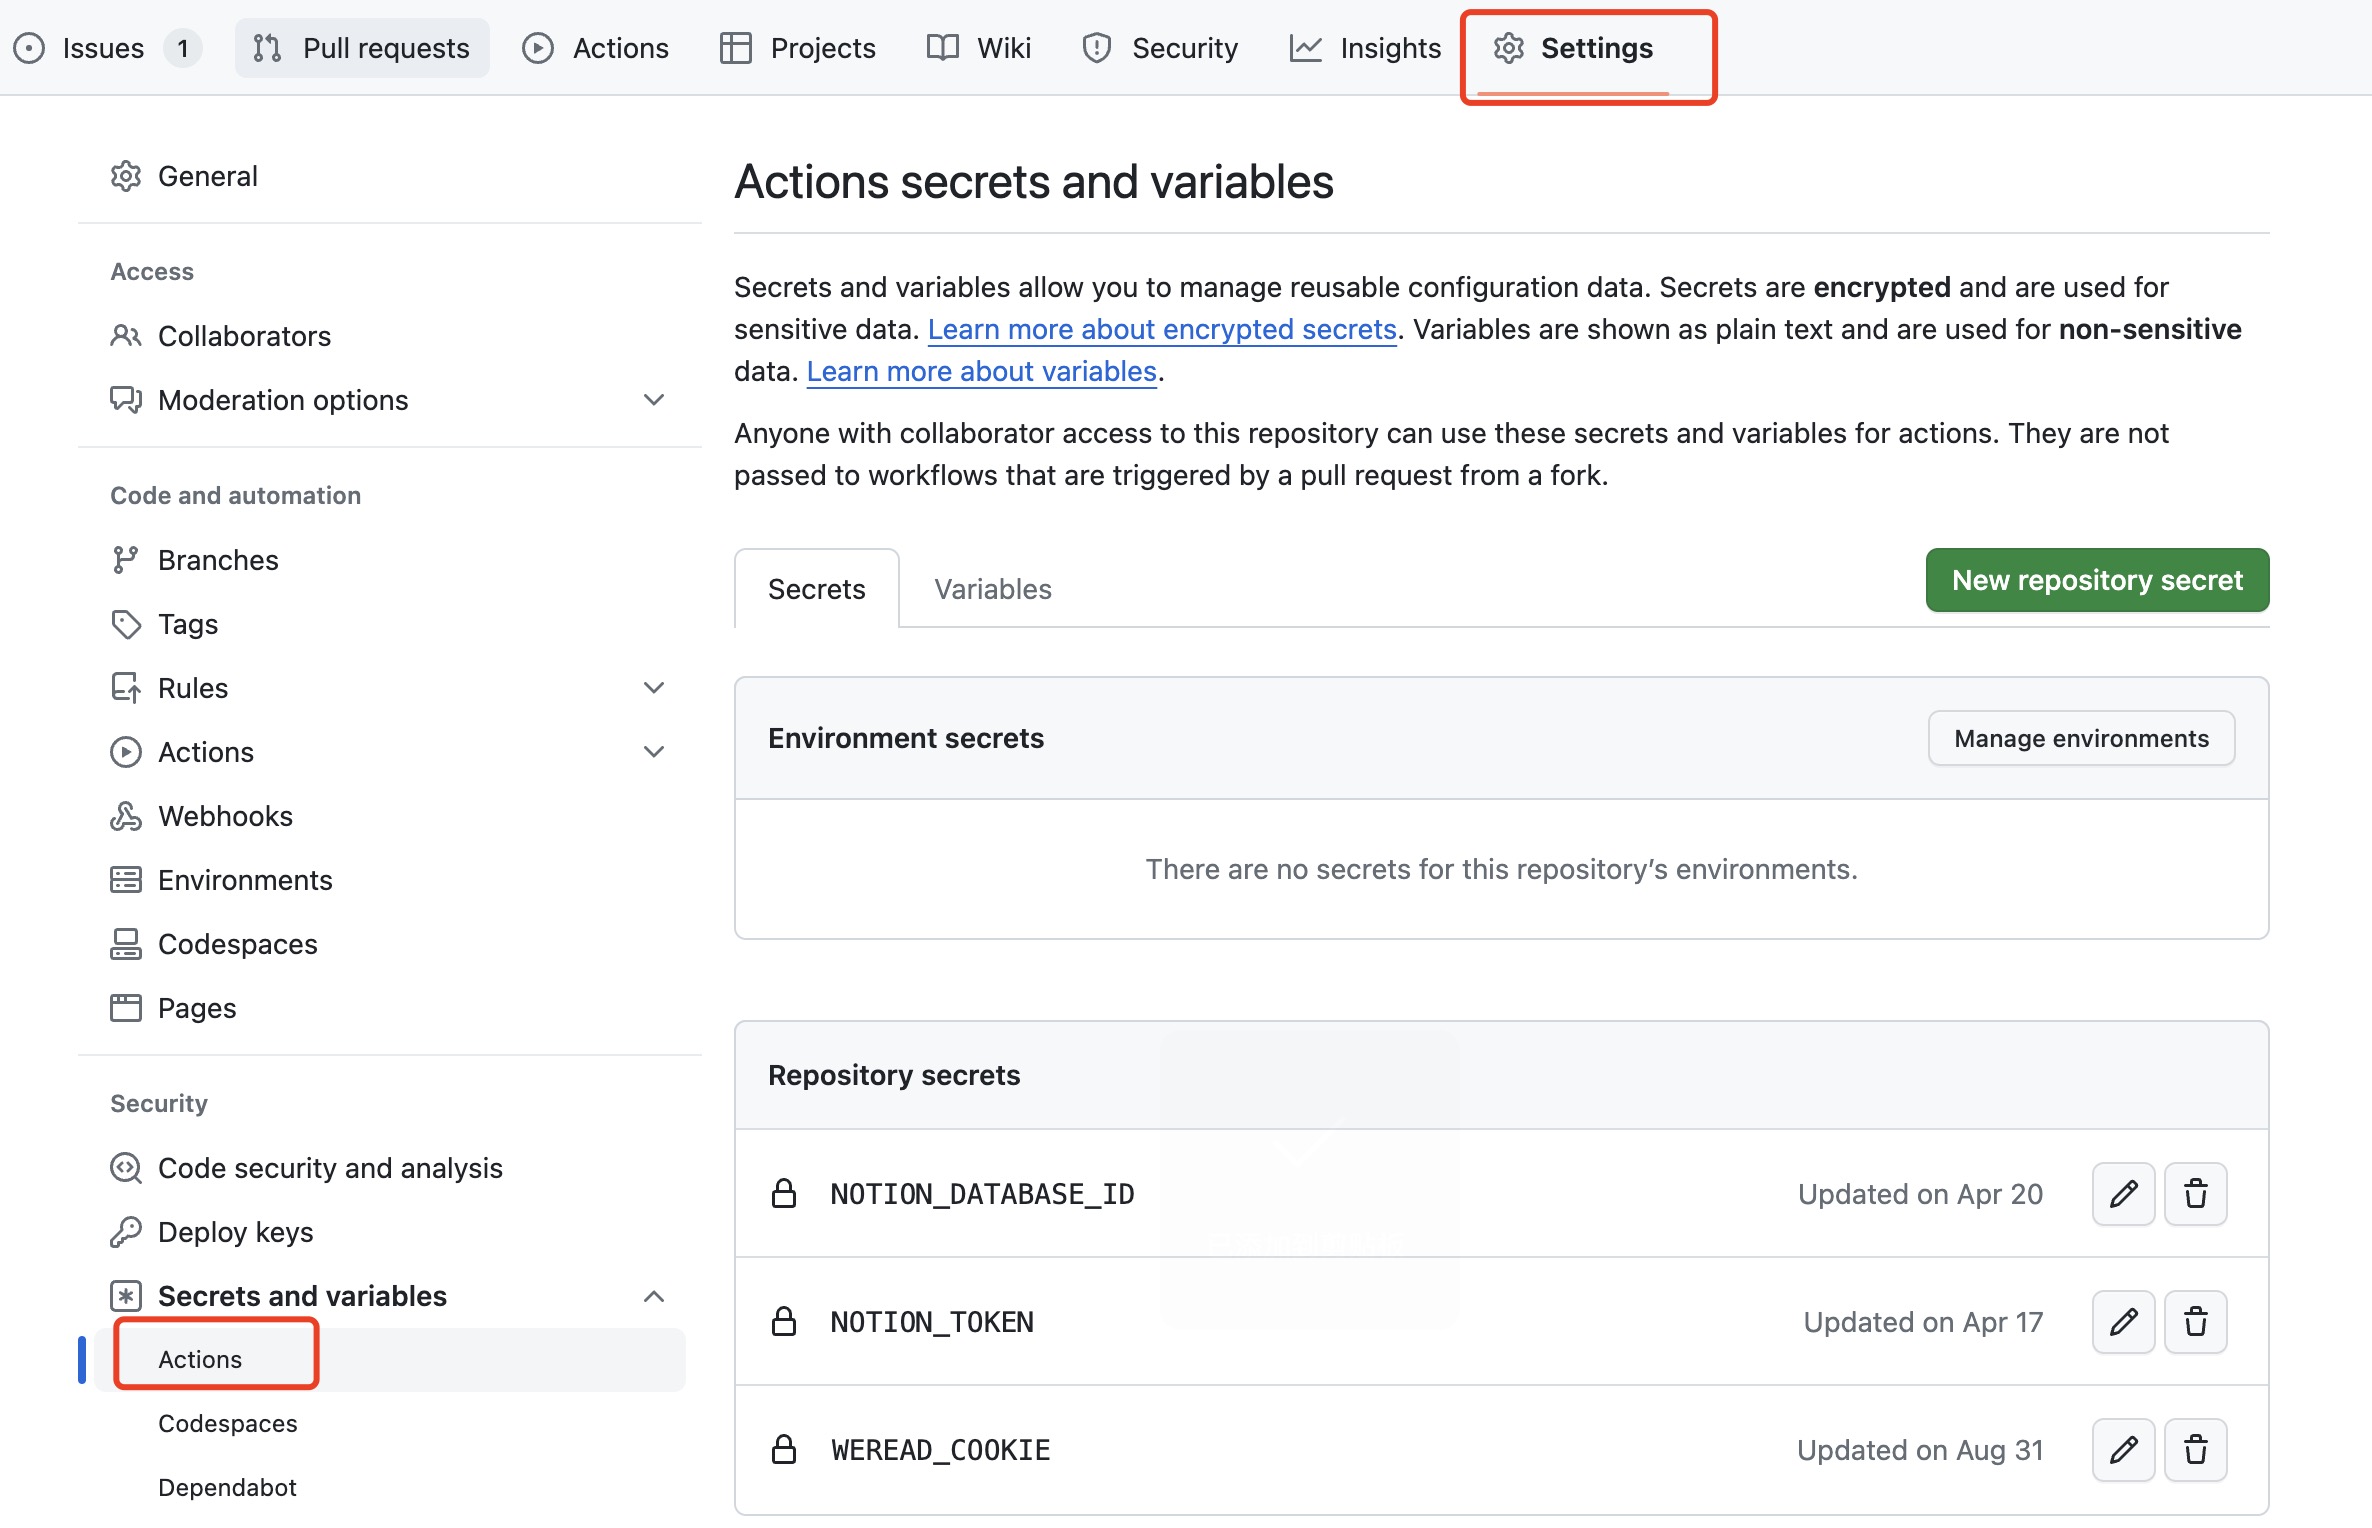 Issues 1 Pull requests Actions Projects Wiki Security Insights Settings
General
Access
Collaborators
Moderation options
Code and automation
Branches
Tags
Rules
Actions
Webhooks
Environments
Codespaces
Pages
Security
Code security and analysis
Deploy keys
Secrets and variables
Actions
Codespaces
Dependabot
Actions secrets and variables
Secrets and variables allow you to manage reusable configuration data. Secrets are encrypted and are used for
sensitive data. Learn more about encrypted secrets. Variables are shown as plain text and are used for non-sensitive
data. Learn more about variables.
Anyone with collaborator access to this repository can use these secrets and variables for actions. They are not
passed to workflows that are triggered by a pull request from a fork.
Secrets Variables New repository secret
Environment secrets Manage environments
There are no secrets for this repository’s environments.
Repository secrets
NOTION_DATABASE_ID Updated on Apr 20
NOTION_TOKEN Updated on Apr 17
WEREAD_COOKIE Updated on Aug 31